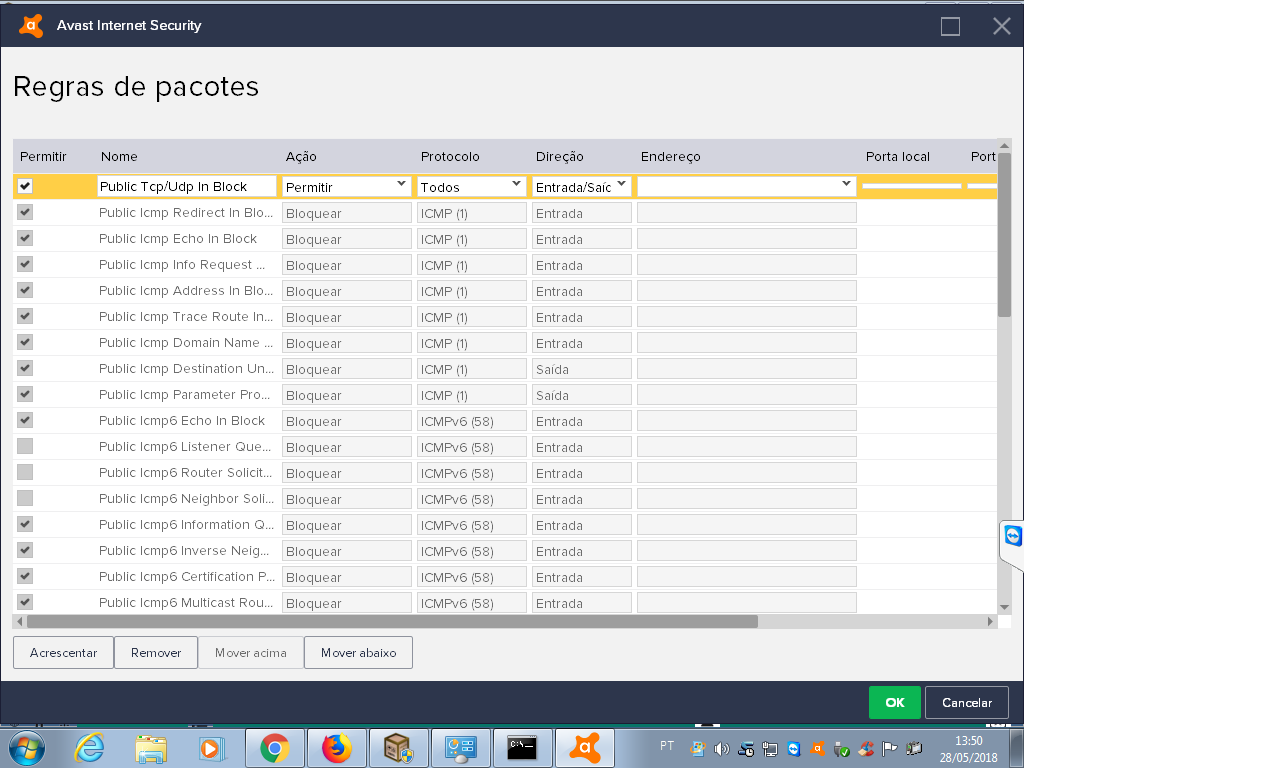 Avast Internet Security
Regras de pacotes
Permitir Nome Ação Protocolo Direção Endereço Porta local Port
Public Tcp/Udp In Block Permitir Todos Entrada/Saíc
Public Icmp Redirect In Blo... Bloquear ICMP (1) Entrada
Public Icmp Echo In Block Bloquear ICMP (1) Entrada
Public Icmp Info Request ... Bloquear ICMP (1) Entrada
Public Icmp Address In Blo... Bloquear ICMP (1) Entrada
Public Icmp Trace Route In... Bloquear ICMP (1) Entrada
Public Icmp Domain Name ... Bloquear ICMP (1) Entrada
Public Icmp Destination Un... Bloquear ICMP (1) Saída
Public Icmp Parameter Pro... Bloquear ICMP (1) Saída
Public Icmp6 Echo In Block Bloquear ICMPv6 (58) Entrada
Public Icmp6 Listener Que... Bloquear ICMPv6 (58) Entrada
Public Icmp6 Router Solicit... Bloquear ICMPv6 (58) Entrada
Public Icmp6 Neighbor Soli... Bloquear ICMPv6 (58) Entrada
Public Icmp6 Information Q... Bloquear ICMPv6 (58) Entrada
Public Icmp6 Inverse Neig... Bloquear ICMPv6 (58) Entrada
Public Icmp6 Certification P... Bloquear ICMPv6 (58) Entrada
Public Icmp6 Multicast Rou... Bloquear ICMPv6 (58) Entrada
Acrescentar Remover Mover acima Mover abaixo
OK Cancelar
C:\>_
PT 13:50
28/05/2018